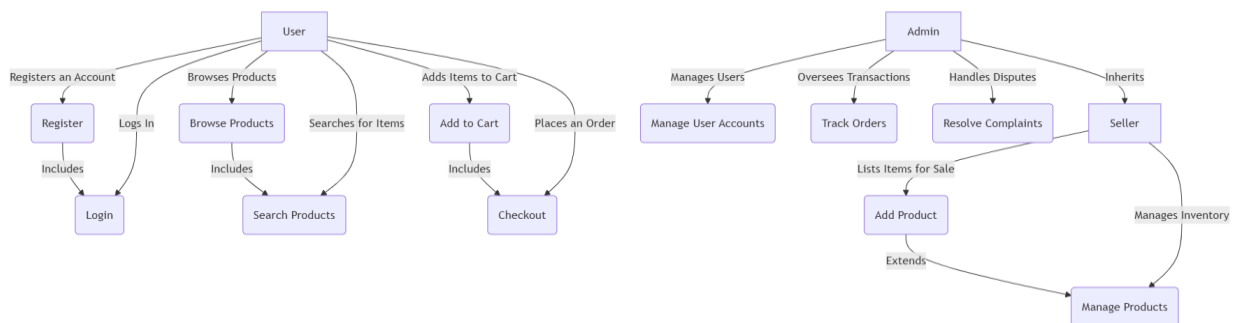 User
Admin
Registers an Account
Browses Products
Adds Items to Cart
Manages Users
Oversees Transactions
Handles Disputes
Inherits
Register
Logs In
Browse Products
Searches for Items
Add to Cart
Places an Order
Manage User Accounts
Track Orders
Resolve Complaints
Seller
Includes
Includes
Includes
Lists Items for Sale
Login
Search Products
Checkout
Add Product
Manages Inventory
Extends
Manage Products